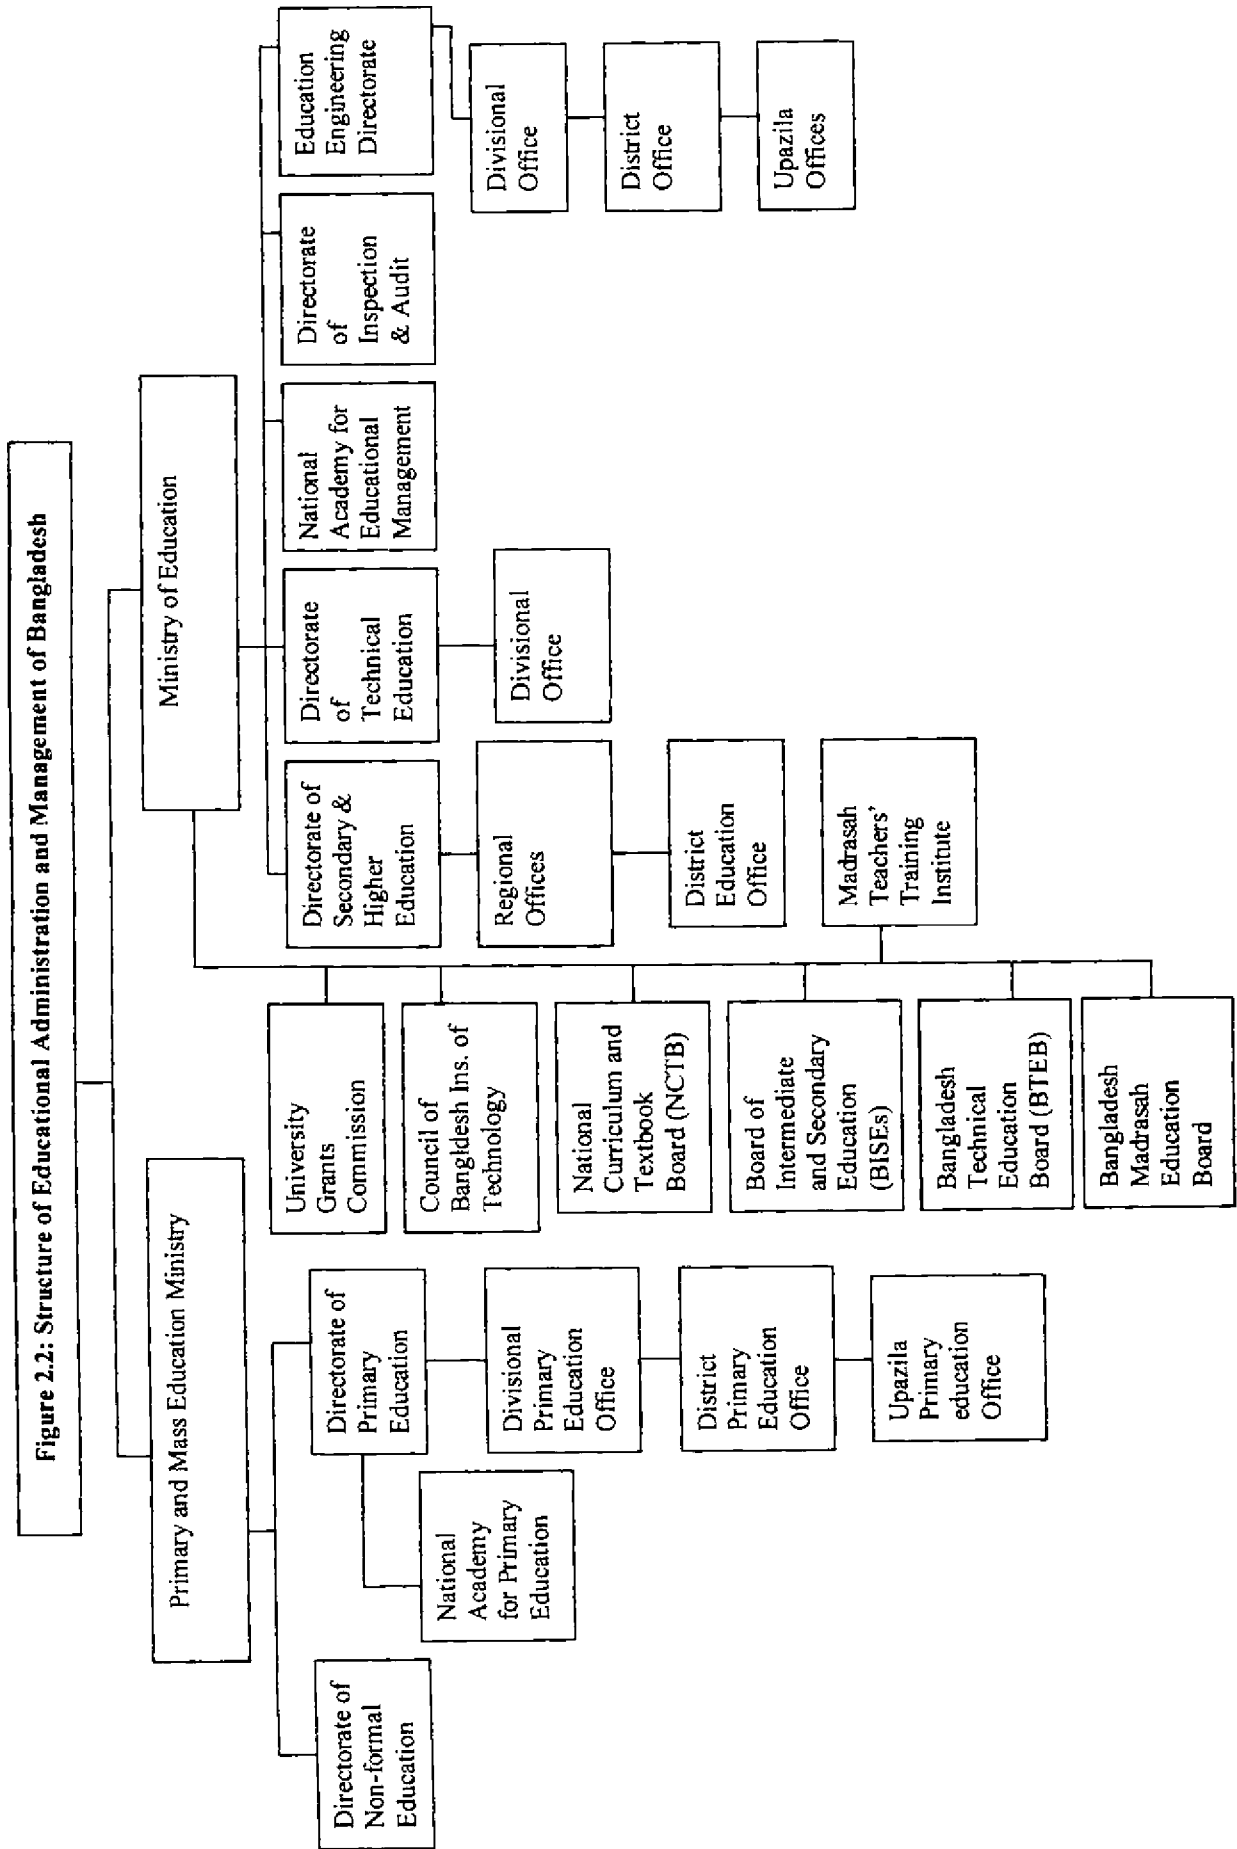 Figure 2.2: Structure of Educational Administration and Management of Bangladesh
Primary and Mass Education Ministry
Ministry of Education
Directorate of
Non-formal
Education
Directorate of
Primary
Education
National
Academy
for Primary
Education
Divisional
Primary
Education
Office
District
Primary
Education
Office
Upazila
Primary
education
Office
University
Grants
Commission
Council of
Bangldesh Ins. of
Technology
National
Curriculum and
Textbook
Board (NCTB)
Board of
Intermediate
and Secondary
Education
(BISEs)
Bangladesh
Technical
Education
Board (BTEB)
Bangladesh
Madrasah
Education
Board
Madrasah
Teachers'
Training
Institute
Directorate of
Secondary &
Higher
Education
Regional
Offices
District
Education
Office
Directorate
of
Technical
Education
Divisional
Office
National
Academy for
Educational
Management
Directorate
of
Inspection
& Audit
Education
Engineering
Directorate
Divisional
Office
District
Office
Upazila
Offices